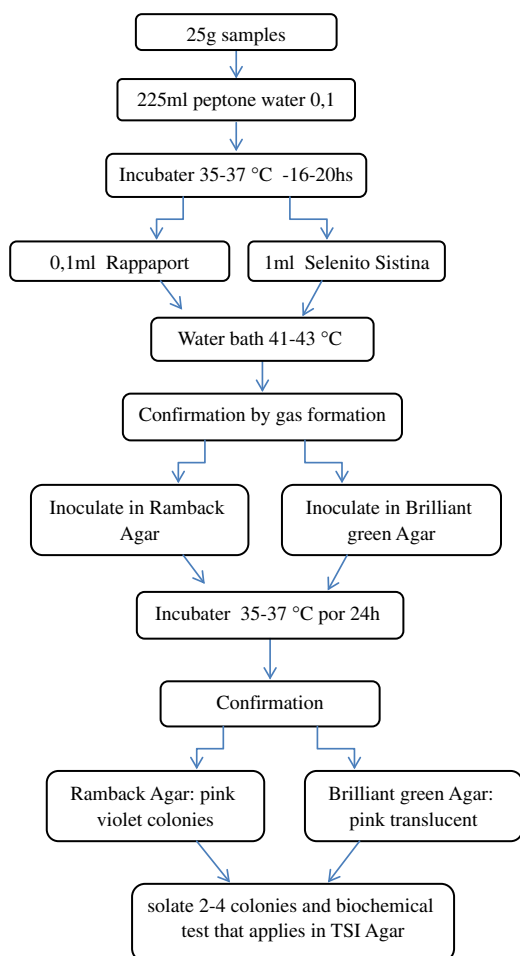 25g samples
225ml peptone water 0,1
Incubater 35-37 °C -16-20hs
0,1ml Rappaport
1ml Selenito Sistina
Water bath 41-43 °C
Confirmation by gas formation
Inoculate in Ramback
Agar
Inoculate in Brilliant
green Agar
Incubater 35-37 °C por 24h
Confirmation
Ramback Agar: pink
violet colonies
Brilliant green Agar:
pink translucent
solate 2-4 colonies and biochemical
test that applies in TSI Agar